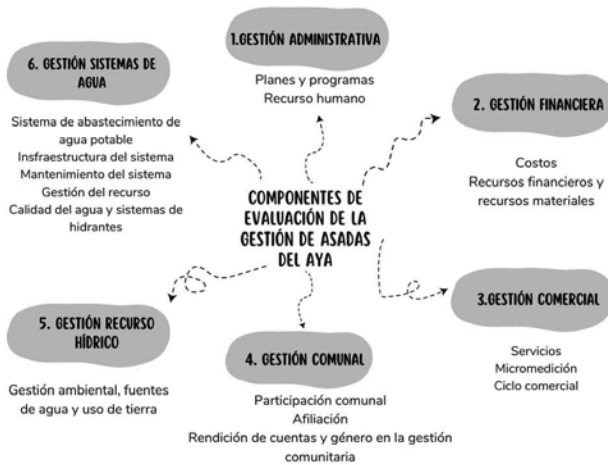 1.GESTIÓN ADMINISTRATIVA
Planes y programas
Recurso humano
6. GESTIÓN SISTEMAS DE
AGUA
Sistema de abastecimiento de
agua potable
Insfraestructura del sistema
Mantenimiento del sistema
Gestión del recurso
Calidad del agua y sistemas de
hidrantes
2. GESTIÓN FINANCIERA
Costos
Recursos financieros y
recursos materiales
COMPONENTES DE
EVALUACIÓN DE LA
GESTIÓN DE ASADAS
DEL AYA
3.GESTIÓN COMERCIAL
Servicios
Micromedición
Ciclo comercial
5. GESTIÓN RECURSO
HÍDRICO
Gestión ambiental, fuentes
de agua y uso de tierra
4. GESTIÓN COMUNAL
Participación comunal
Afiliación
Rendición de cuentas y género en la gestión
comunitaria